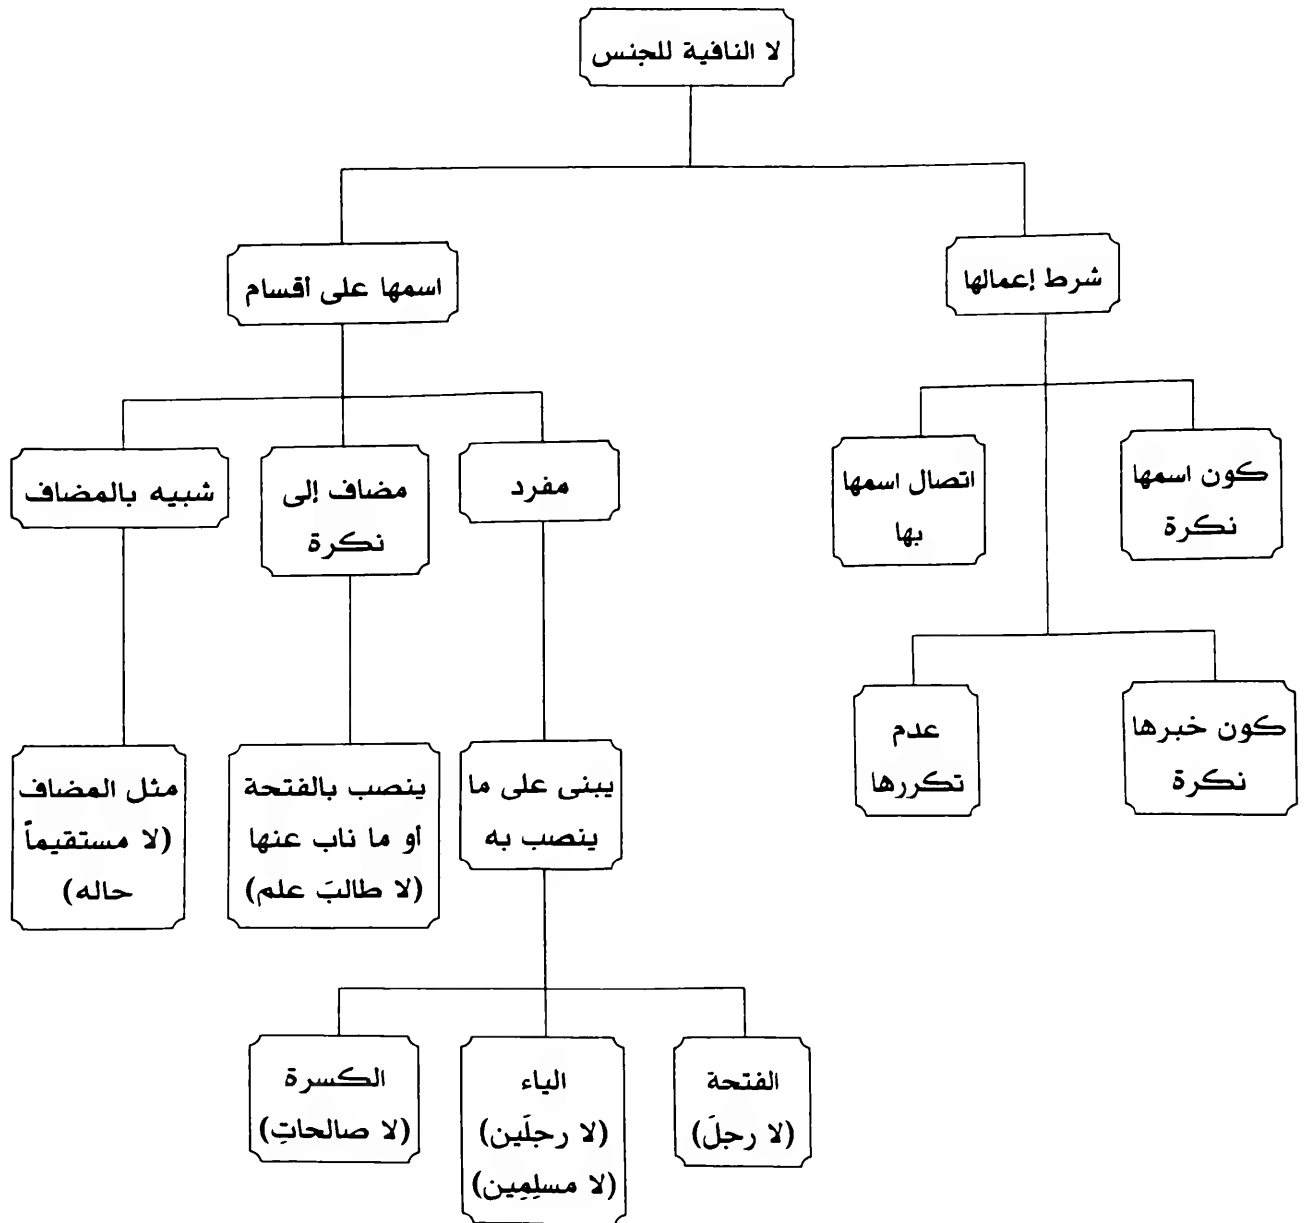 لا النافية للجنس
شرط إعمالها
اسمها على أقسام
كون اسمها
نكرة
اتصال اسمها
بها
مفرد
مضاف إلى
نكرة
شبيه بالمضاف
كون خبرها
نكرة
عدم
تكررها
يبنى على ما
ينصب به
ينصب بالفتحة
أو ما ناب عنها
(لا طالبَ علم)
مثل المضاف
(لا مستقيماً
حاله)
الفتحة
(لا رجلَ)
الياء
(لا رجلَين)
(لا مسلِمِين)
الكسرة
(لا صالحاتِ)